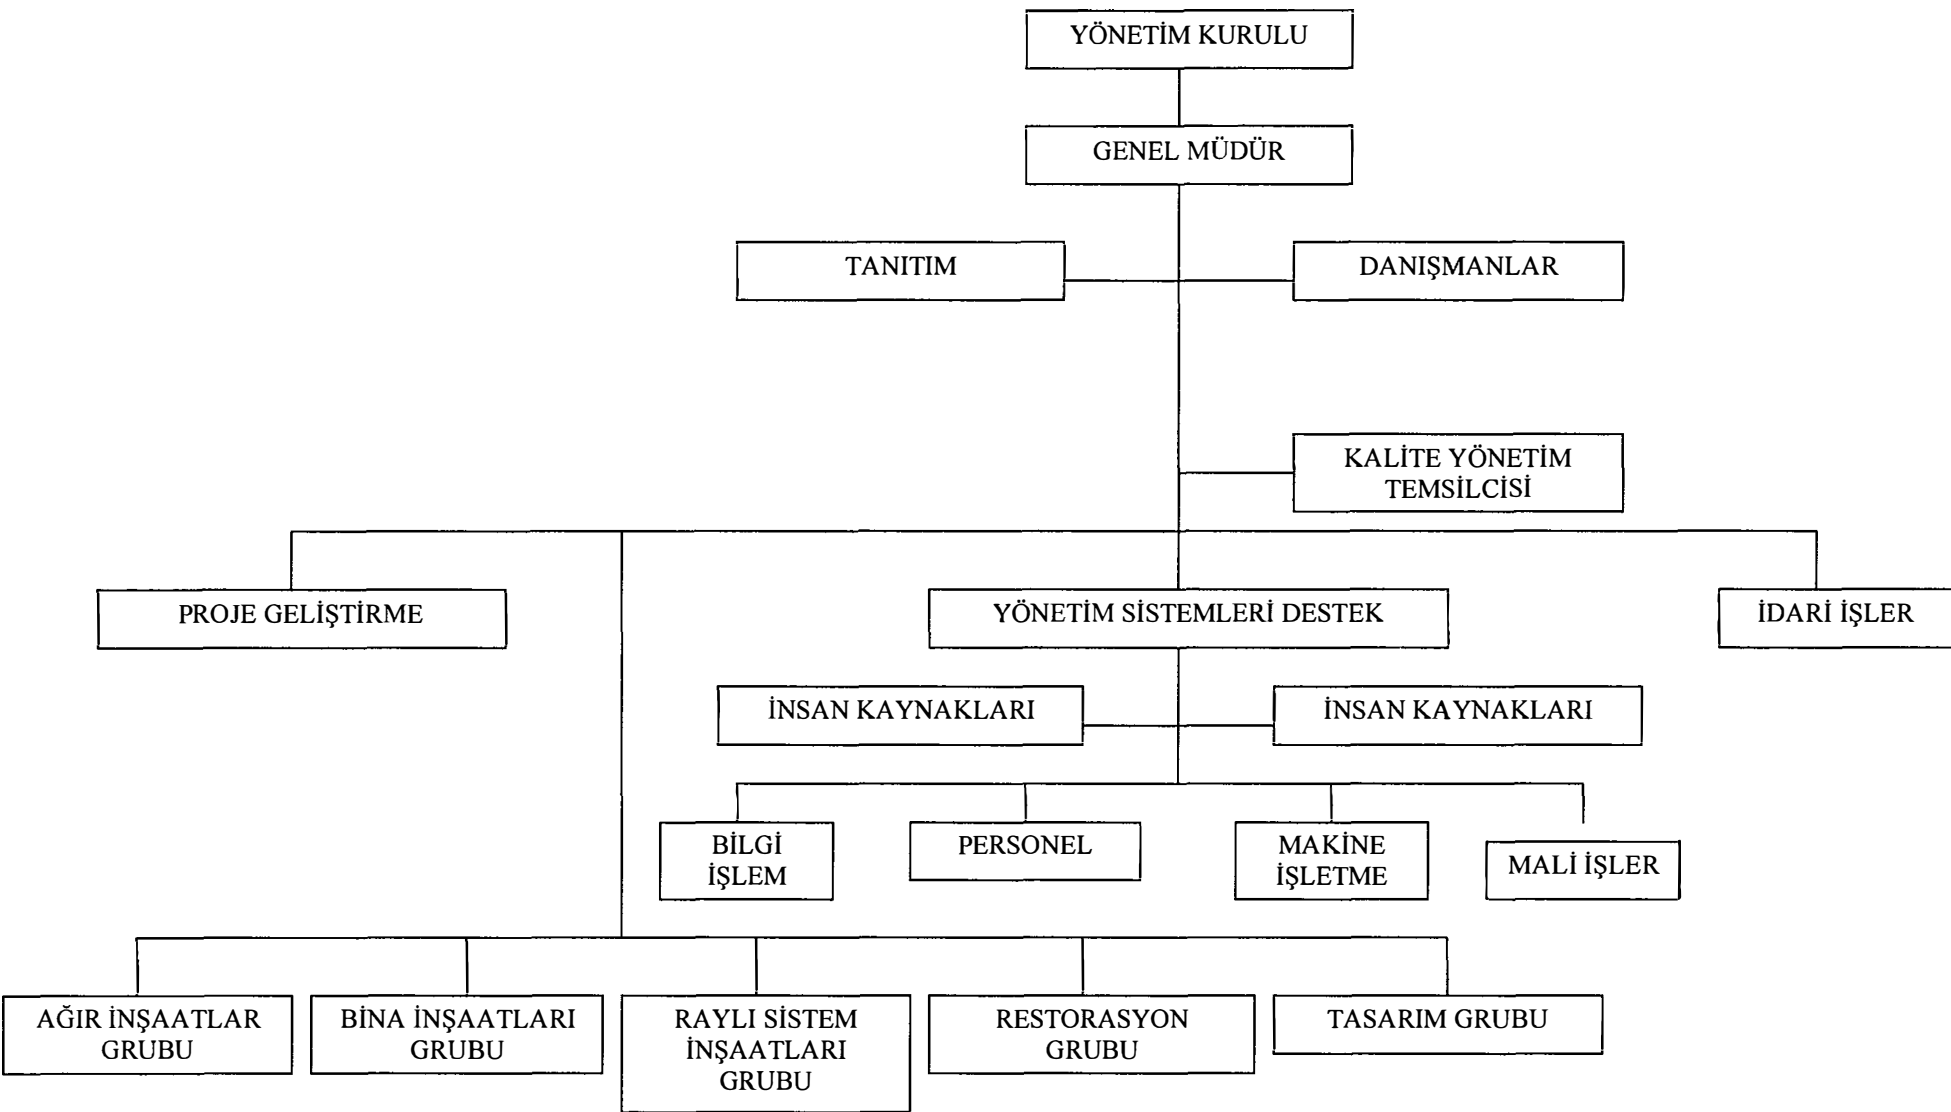 YÖNETİM KURULU
GENEL MÜDÜR
TANITIM
DANIŞMANLAR
KALİTE YÖNETİM
TEMSİLCİSİ
PROJE GELİŞTİRME
YÖNETİM SİSTEMLERİ DESTEK
İDARİ İŞLER
İNSAN KAYNAKLARI
İNSAN KAYNAKLARI
BİLGİ
İŞLEM
PERSONEL
MAKİNE
İŞLETME
MALİ İŞLER
AĞIR İNŞAATLAR
GRUBU
BİNA İNŞAATLARI
GRUBU
RAYLI SİSTEM
İNŞAATLARI
GRUBU
RESTORASYON
GRUBU
TASARIM GRUBU